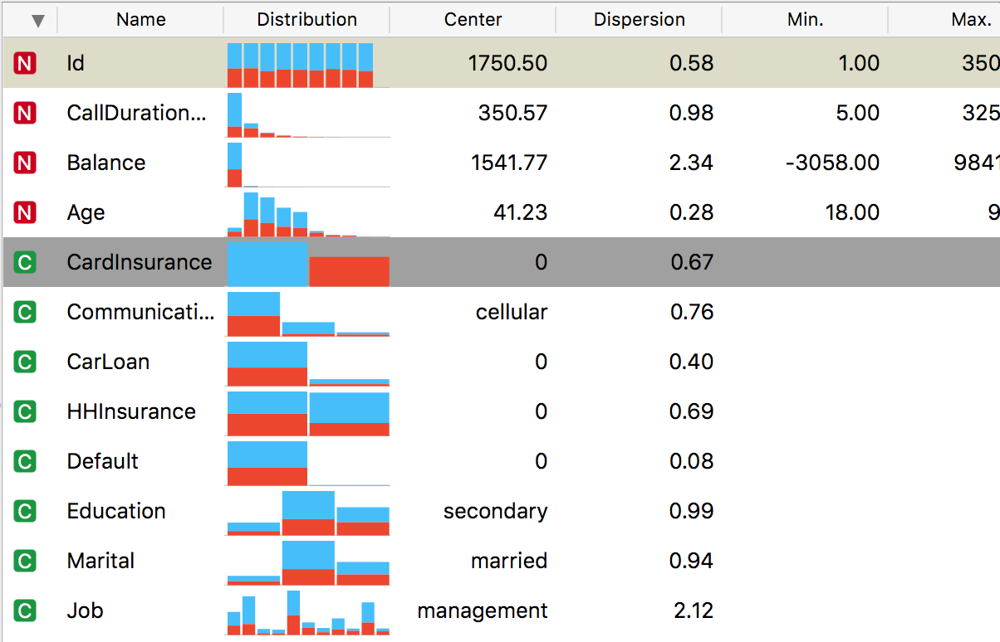 Name Distribution Center Dispersion Min. Max.
N Id 1750.50 0.58 1.00 350
N CallDuration... 350.57 0.98 5.00 325
N Balance 1541.77 2.34 -3058.00 9841
N Age 41.23 0.28 18.00 9
C CardInsurance 0 0.67
C Communicati... cellular 0.76
C CarLoan 0 0.40
C HHInsurance 0 0.69
C Default 0 0.08
C Education secondary 0.99
C Marital married 0.94
C Job management 2.12